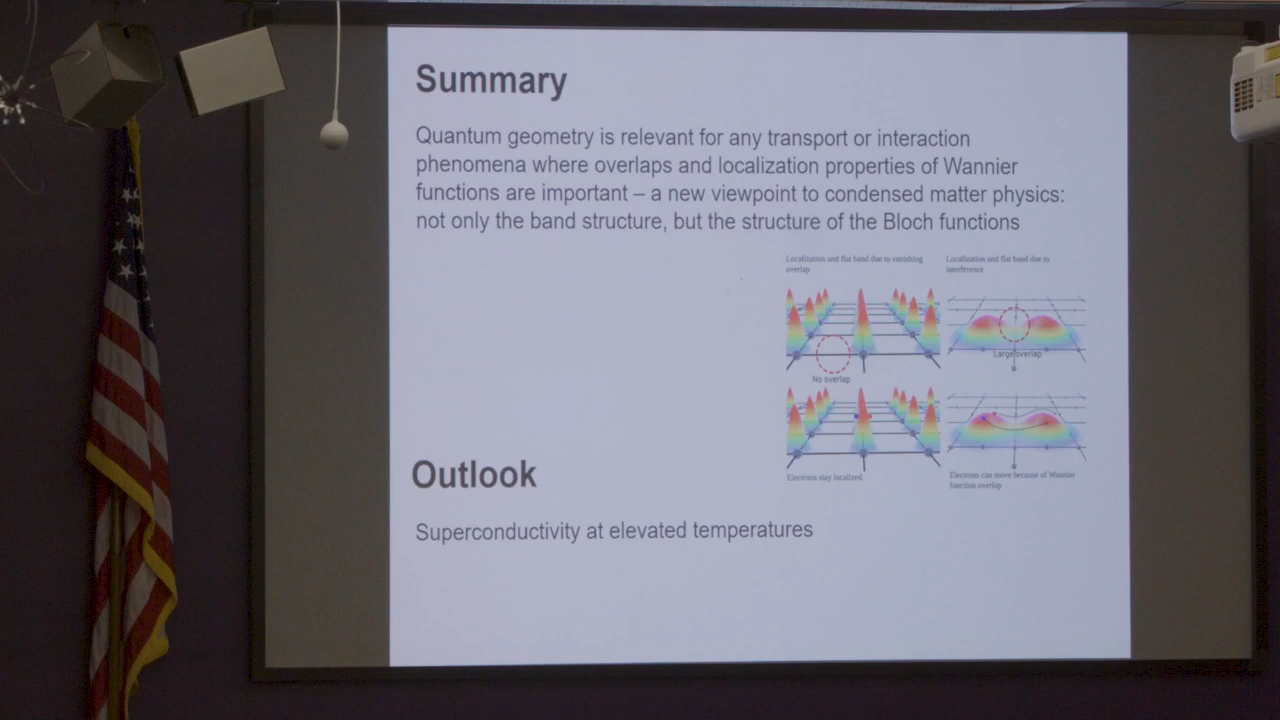 Summary
Quantum geometry is relevant for any transport or interaction
phenomena where overlaps and localization properties of Wannier
functions are important – a new viewpoint to condensed matter physics:
not only the band structure, but the structure of the Bloch functions
Localization and flat band due to vanishing
overlap
Localization and flat band due to
interference
No overlap
Large overlap
Electrons stay localized
Electrons can move because of Wannier
function overlap
Outlook
Superconductivity at elevated temperatures